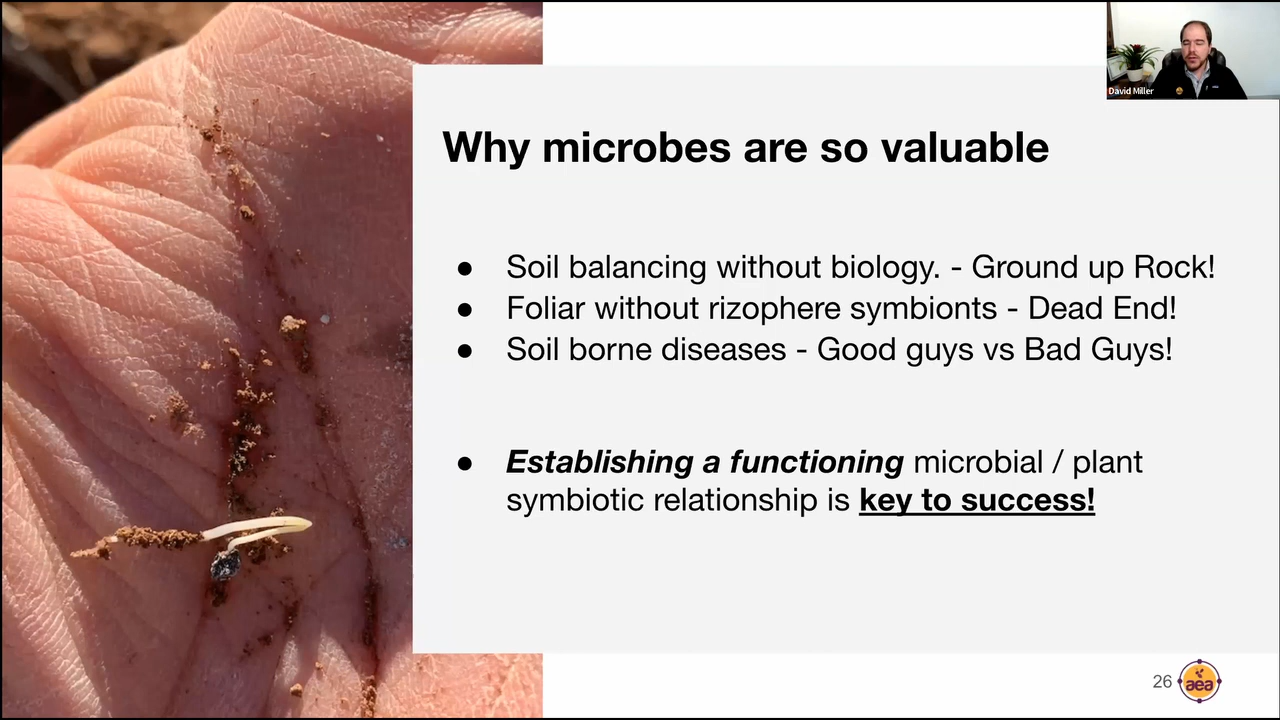 David Miller
Why microbes are so valuable
● Soil balancing without biology. - Ground up Rock!
● Foliar without rizophere symbionts - Dead End!
● Soil borne diseases - Good guys vs Bad Guys!
● Establishing a functioning microbial / plant
symbiotic relationship is key to success!
26
aea